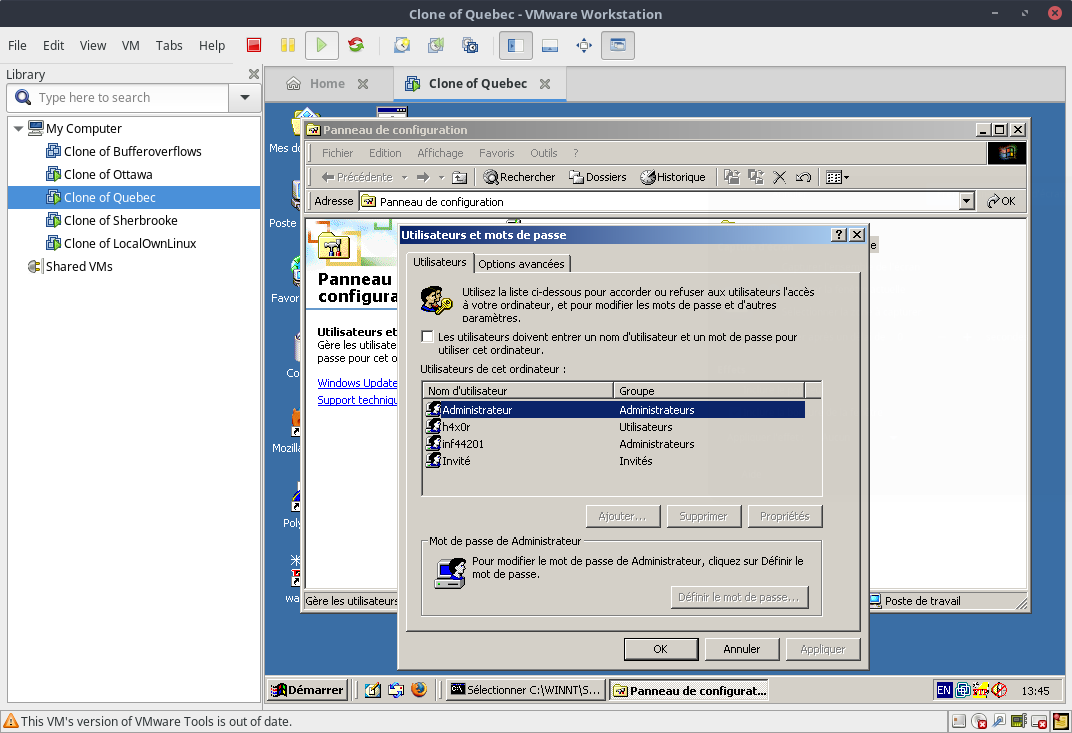 Clone of Quebec - VMware Workstation
File Edit View VM Tabs Help
Library
Type here to search
My Computer
Clone of Bufferoverflows
Clone of Ottawa
Clone of Quebec
Clone of Sherbrooke
Clone of LocalOwnLinux
Shared VMs
Home
Clone of Quebec
Mes do
Poste
Favor
Co
Mozill
Poly
wa
Panneau de configuration
Fichier Edition Affichage Favoris Outils ?
Précédente Rechercher Dossiers Historique
Adresse Panneau de configuration OK
Panneau
configura
Utilisateurs et
Gère les utilisate
passe pour cet o
Windows Update
Support techniqu
e
Utilisateurs et mots de passe
Utilisateurs Options avancées
Utilisez la liste ci-dessous pour accorder ou refuser aux utilisateurs l'accès
à votre ordinateur, et pour modifier les mots de passe et d'autres
paramètres.
Les utilisateurs doivent entrer un nom d'utilisateur et un mot de passe pour
utiliser cet ordinateur.
Utilisateurs de cet ordinateur :
Nom d'utilisateur Groupe
Administrateur Administrateurs
h4x0r Utilisateurs
inf44201 Administrateurs
Invité Invités
Ajouter... Supprimer Propriétés
Mot de passe de Administrateur
Pour modifier le mot de passe de Administrateur, cliquez sur Définir le
mot de passe.
Définir le mot de passe...
OK Annuler Appliquer
Gère les utilisateurs
Poste de travail
Démarrer
Sélectionner C:\WINNT\S...
Panneau de configurat...
EN
13:45
This VM's version of VMware Tools is out of date.